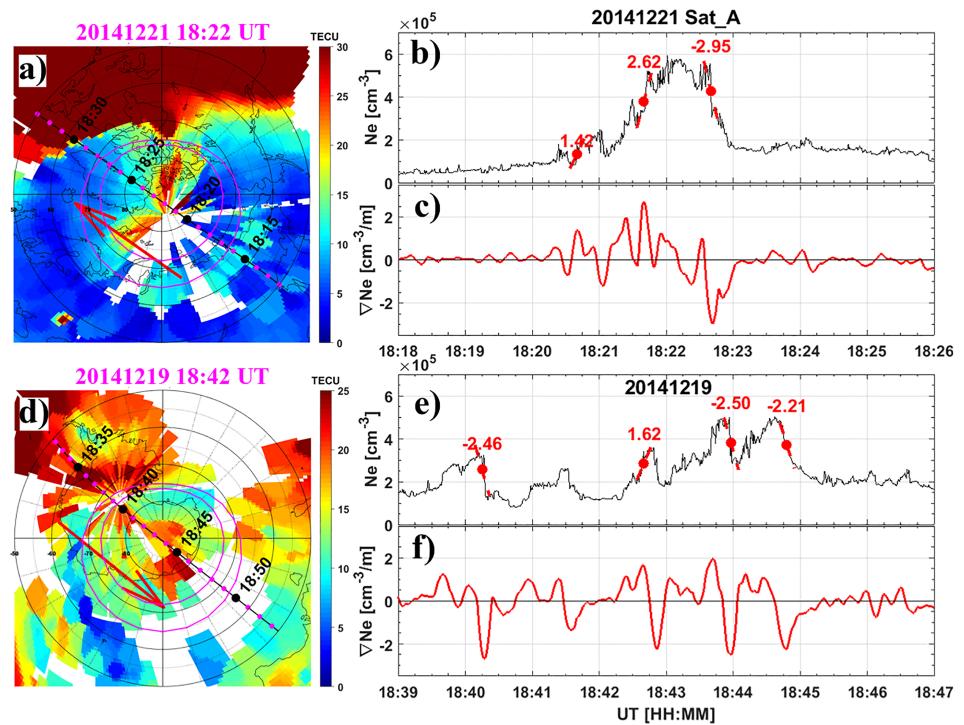 20141221 18:22 UT
TECU
a)
30
25
20
15
10
5
0
18:30
18:25
18:20
18:15
20141221 Sat_A
×10⁵
b)
Ne [cm⁻³]
6
4
2
0
1.42
2.62
-2.95
c)
∇Ne [cm⁻³/m]
2
0
-2
18:18 18:19 18:20 18:21 18:22 18:23 18:24 18:25 18:26
20141219 18:42 UT
TECU
d)
25
20
15
10
5
0
18:35
18:40
18:45
18:50
-50 -60 -70 -80
20141219
×10⁵
e)
Ne [cm⁻³]
6
4
2
0
-2.46
1.62
-2.50
-2.21
f)
∇Ne [cm⁻³/m]
2
0
-2
18:39 18:40 18:41 18:42 18:43 18:44 18:45 18:46 18:47
UT [HH:MM]